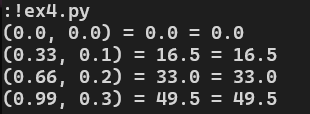 :!ex4.py
(0.0, 0.0) = 0.0 = 0.0
(0.33, 0.1) = 16.5 = 16.5
(0.66, 0.2) = 33.0 = 33.0
(0.99, 0.3) = 49.5 = 49.5